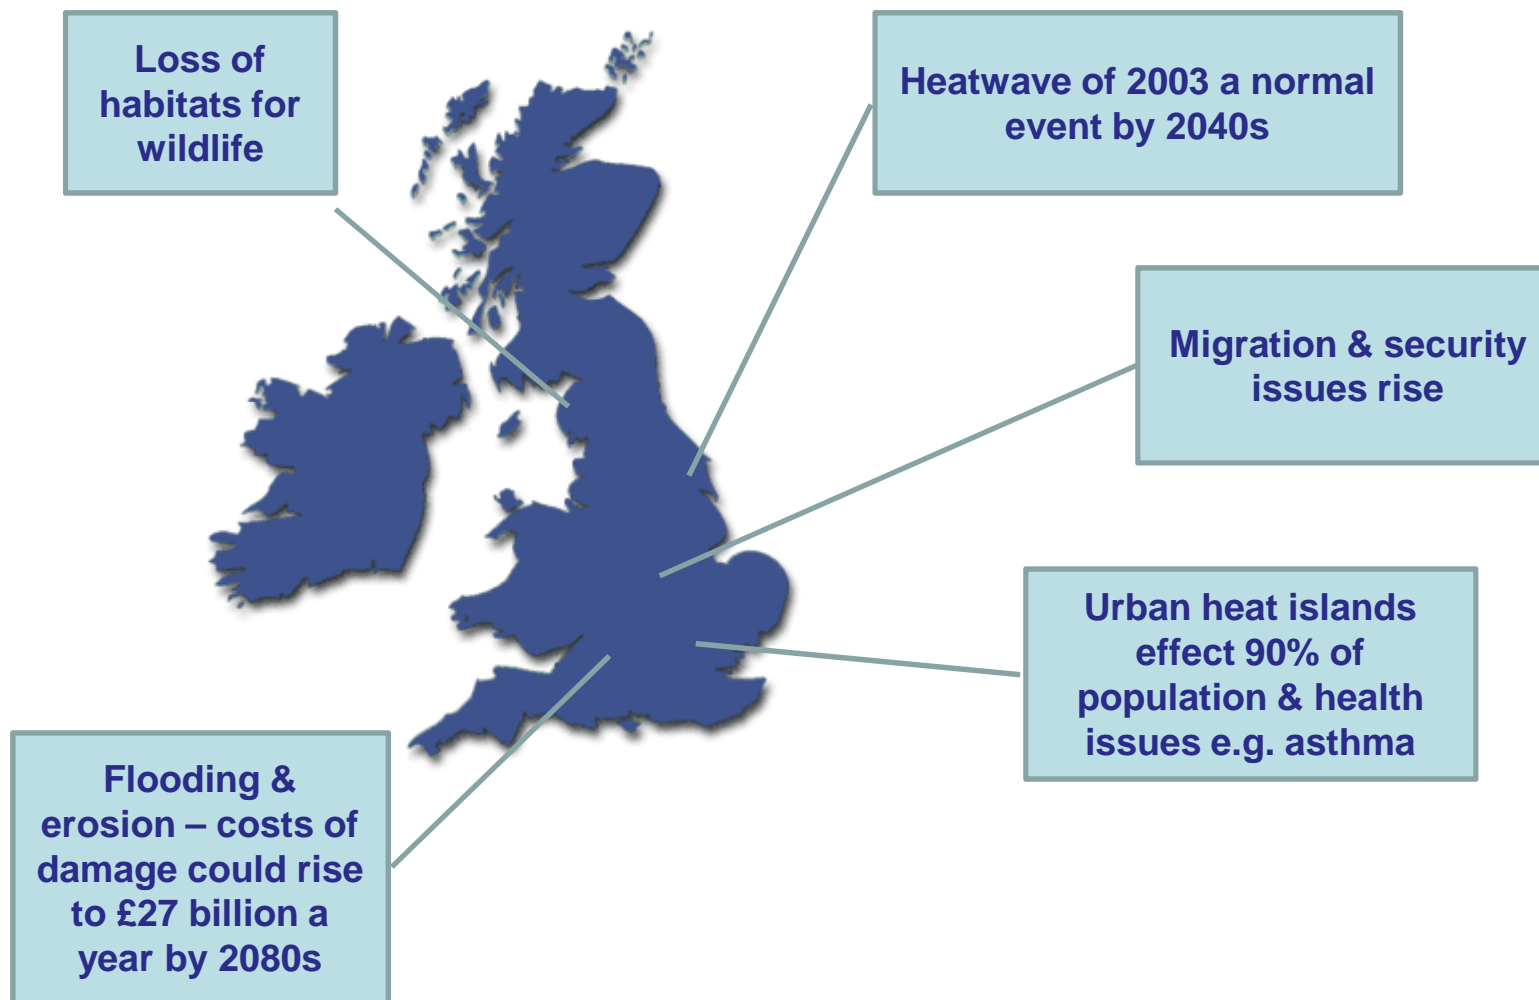 Loss of
habitats for
wildlife
Heatwave of 2003 a normal
event by 2040s
Migration & security
issues rise
Urban heat islands
effect 90% of
population & health
issues e.g. asthma
Flooding &
erosion – costs of
damage could rise
to £27 billion a
year by 2080s